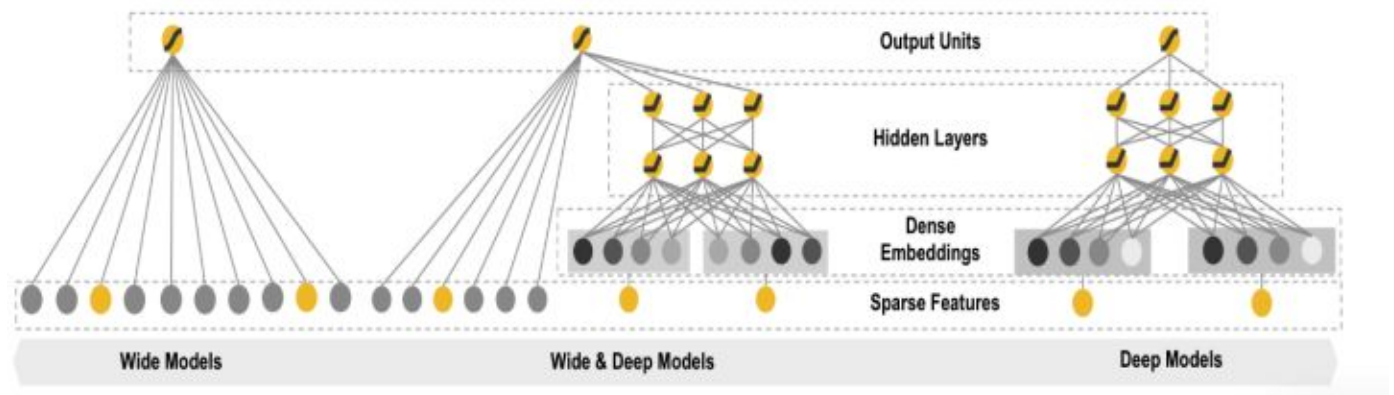 Output Units
Hidden Layers
Dense
Embeddings
Sparse Features
Wide Models
Wide & Deep Models
Deep Models